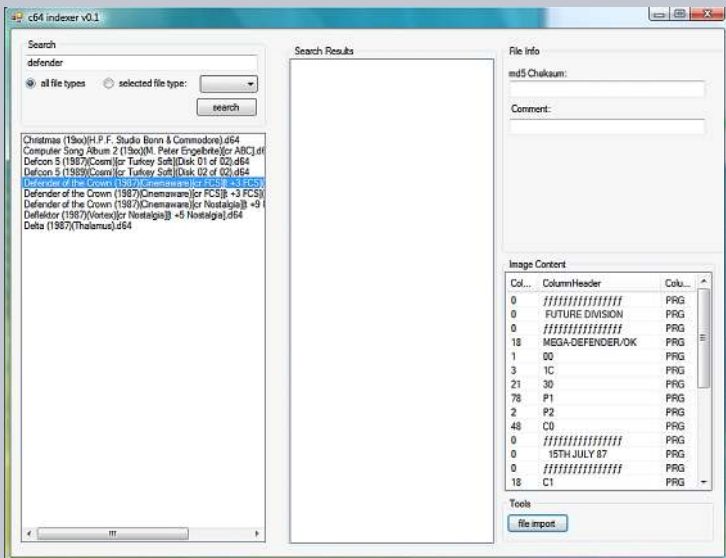 c64 indexer v0.1
Search
defender
all file types
selected file type:
search
Christmas (19xx)(H.P.F. Studio Bonn & Commodore).d64
Computer Song Album 2 (19xx)(M. Peter Engelbrite)[cr ABC].d6
Defcon 5 (1987)(Cosmi)[cr Turkey Soft](Disk 01 of 02).d64
Defcon 5 (1989)(Cosmi)[cr Turkey Soft](Disk 02 of 02).d64
Defender of the Crown (1987)(Cinemaware)[cr FCS][t +3 FCS](
Defender of the Crown (1987)(Cinemaware)[cr FCS][t +3 FCS](
Defender of the Crown (1987)(Cinemaware)[cr Nostalgia][t +9
Deflektor (1987)(Vortex)[cr Nostalgia][t +5 Nostalgia].d64
Delta (1987)(Thalamus).d64
Search Results
File Info
md5 Cheksum:
Comment:
Image Content
Col... ColumnHeader Colu...
0 ƒƒƒƒƒƒƒƒƒƒƒƒƒƒƒƒ PRG
0 FUTURE DIVISION PRG
0 ƒƒƒƒƒƒƒƒƒƒƒƒƒƒƒƒ PRG
18 MEGA-DEFENDER/OK PRG
1 00 PRG
3 1C PRG
21 30 PRG
78 P1 PRG
2 P2 PRG
48 C0 PRG
0 ƒƒƒƒƒƒƒƒƒƒƒƒƒƒƒƒ PRG
0 15TH JULY 87 PRG
0 ƒƒƒƒƒƒƒƒƒƒƒƒƒƒƒƒ PRG
18 C1 PRG
Tools
file import